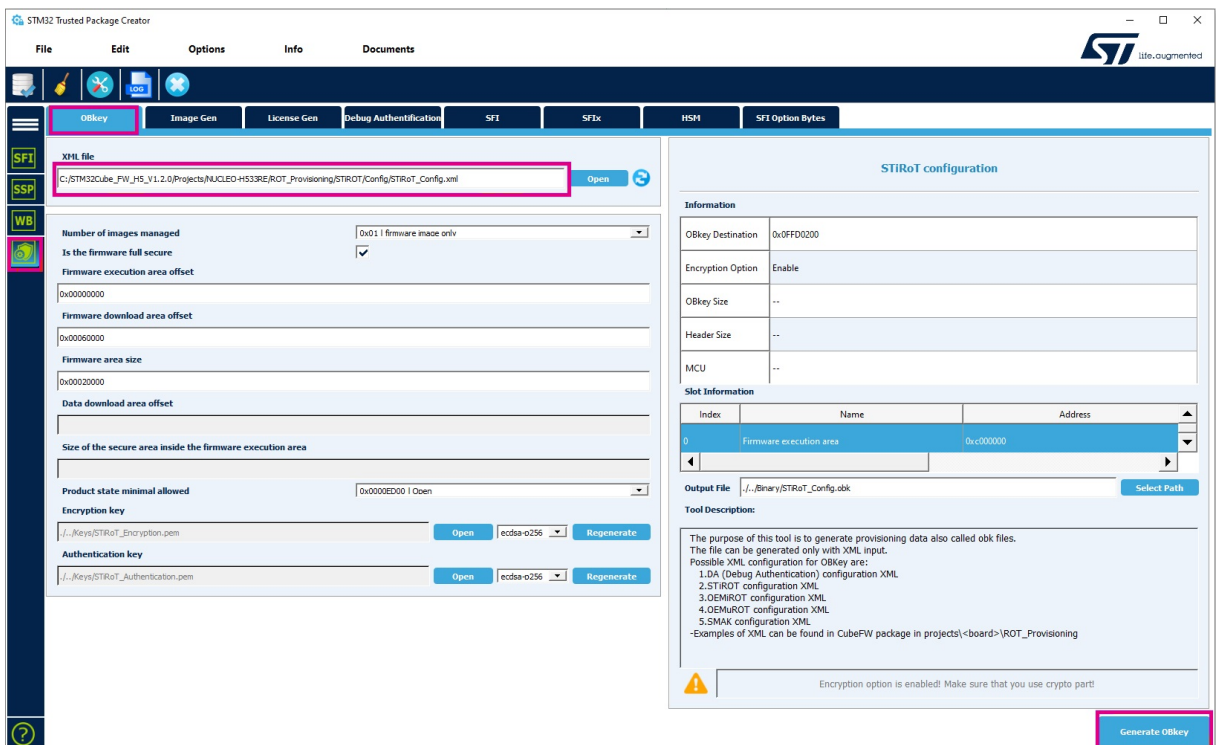 STM32 Trusted Package Creator
File Edit Options Info Documents
ST life.augmented
LOG
OBkey Image Gen License Gen Debug Authentification SFI SFIx HSM SFI Option Bytes
SFI
SSP
WB
XML file
C:/STM32Cube_FW_H5_V1.2.0/Projects/NUCLEO-H533RE/ROT_Provisioning/STiROT/Config/STiRoT_Config.xml Open
Number of images managed 0x01 | firmware image only
Is the firmware full secure
Firmware execution area offset
0x00000000
Firmware download area offset
0x00060000
Firmware area size
0x00020000
Data download area offset
Size of the secure area inside the firmware execution area
Product state minimal allowed 0x0000ED00 | Open
Encryption key
./../Keys/STiRoT_Encryption.pem Open ecdsa-p256 Regenerate
Authentication key
./../Keys/STiRoT_Authentication.pem Open ecdsa-p256 Regenerate
STiRoT configuration
Information
OBkey Destination 0x0FFD0200
Encryption Option Enable
OBkey Size --
Header Size --
MCU --
Slot Information
Index Name Address
0 Firmware execution area 0xc000000
Output File ./../Binary/STiRoT_Config.obk Select Path
Tool Description:
The purpose of this tool is to generate provisioning data also called obk files.
The file can be generated only with XML input.
Possible XML configuration for OBKey are:
1.DA (Debug Authentication) configuration XML
2.STiROT configuration XML
3.OEMiROT configuration XML
4.OEMuROT configuration XML
5.SMAK configuration XML
-Examples of XML can be found in CubeFW package in projects\<board>\ROT_Provisioning
Encryption option is enabled! Make sure that you use crypto part!
Generate OBkey
?